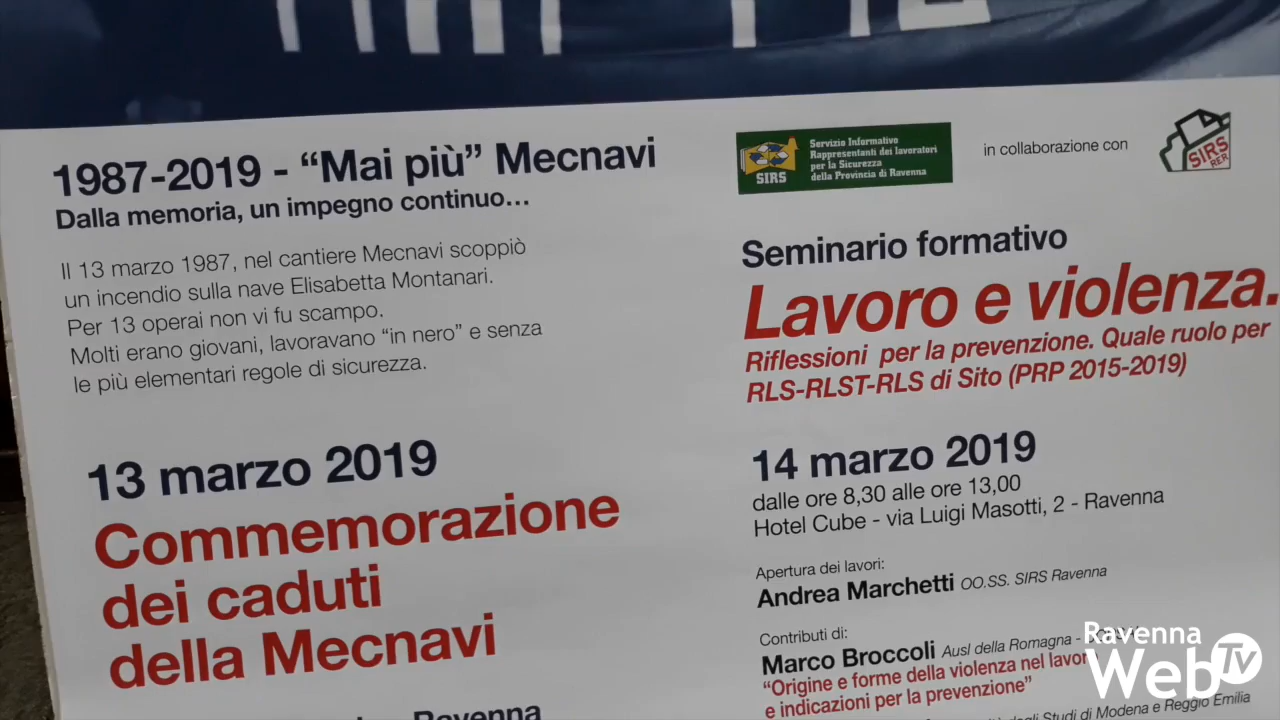 1987-2019 - “Mai più” Mecnavi
Dalla memoria, un impegno continuo...
Il 13 marzo 1987, nel cantiere Mecnavi scoppiò
un incendio sulla nave Elisabetta Montanari.
Per 13 operai non vi fu scampo.
Molti erano giovani, lavoravano “in nero” e senza
le più elementari regole di sicurezza.
13 marzo 2019
Commemorazione
dei caduti
della Mecnavi
Ravenna
SIRS
Servizio Informativo
Rappresentanti dei lavoratori
per la Sicurezza
della Provincia di Ravenna
in collaborazione con
SIRS
RER
Seminario formativo
Lavoro e violenza.
Riflessioni per la prevenzione. Quale ruolo per
RLS-RLST-RLS di Sito (PRP 2015-2019)
14 marzo 2019
dalle ore 8,30 alle ore 13,00
Hotel Cube - via Luigi Masotti, 2 - Ravenna
Apertura dei lavori:
Andrea Marchetti OO.SS. SIRS Ravenna
Contributi di:
Marco Broccoli Ausl della Romagna -
“Origine e forme della violenza nel lavoro
e indicazioni per la prevenzione”
degli Studi di Modena e Reggio Emilia
Ravenna
WebTV